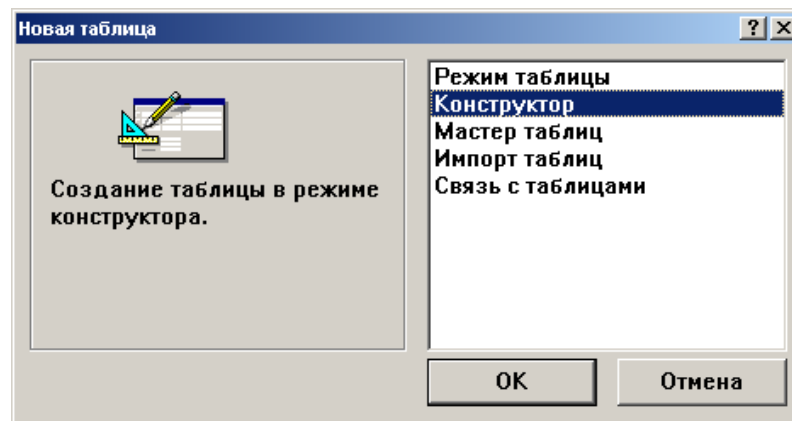 Новая таблица
Создание таблицы в режиме
конструктора.
Режим таблицы
Конструктор
Мастер таблиц
Импорт таблиц
Связь с таблицами
OK
Отмена